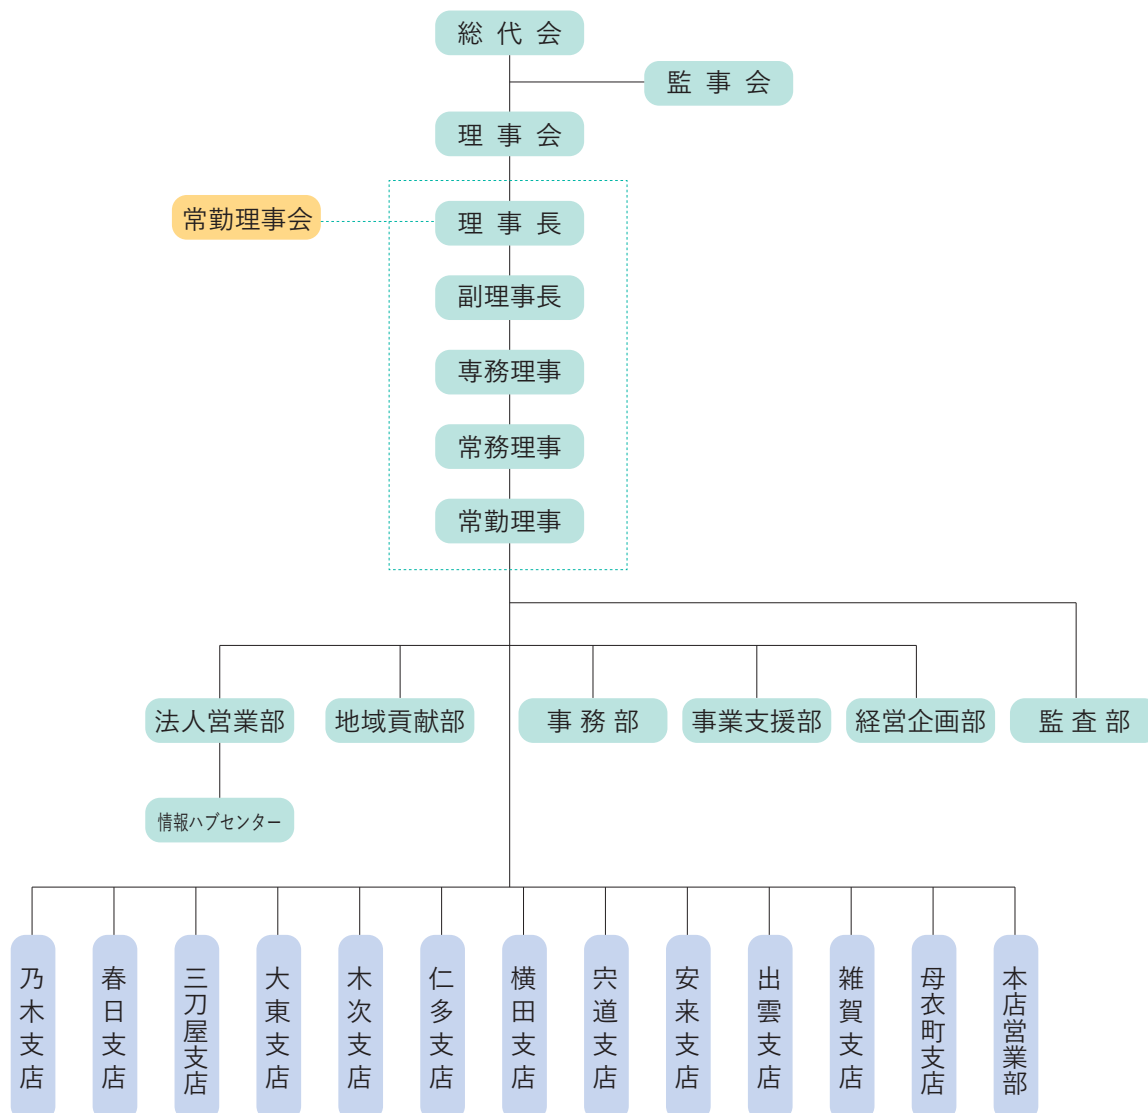 総代会
監事会
理事会
常勤理事会
理事長
副理事長
専務理事
常務理事
常勤理事
法人営業部
地域貢献部
事務部
事業支援部
経営企画部
監査部
情報ハブセンター
乃木支店
春日支店
三刀屋支店
大東支店
木次支店
仁多支店
横田支店
宍道支店
安来支店
出雲支店
雑賀支店
母衣町支店
本店営業部